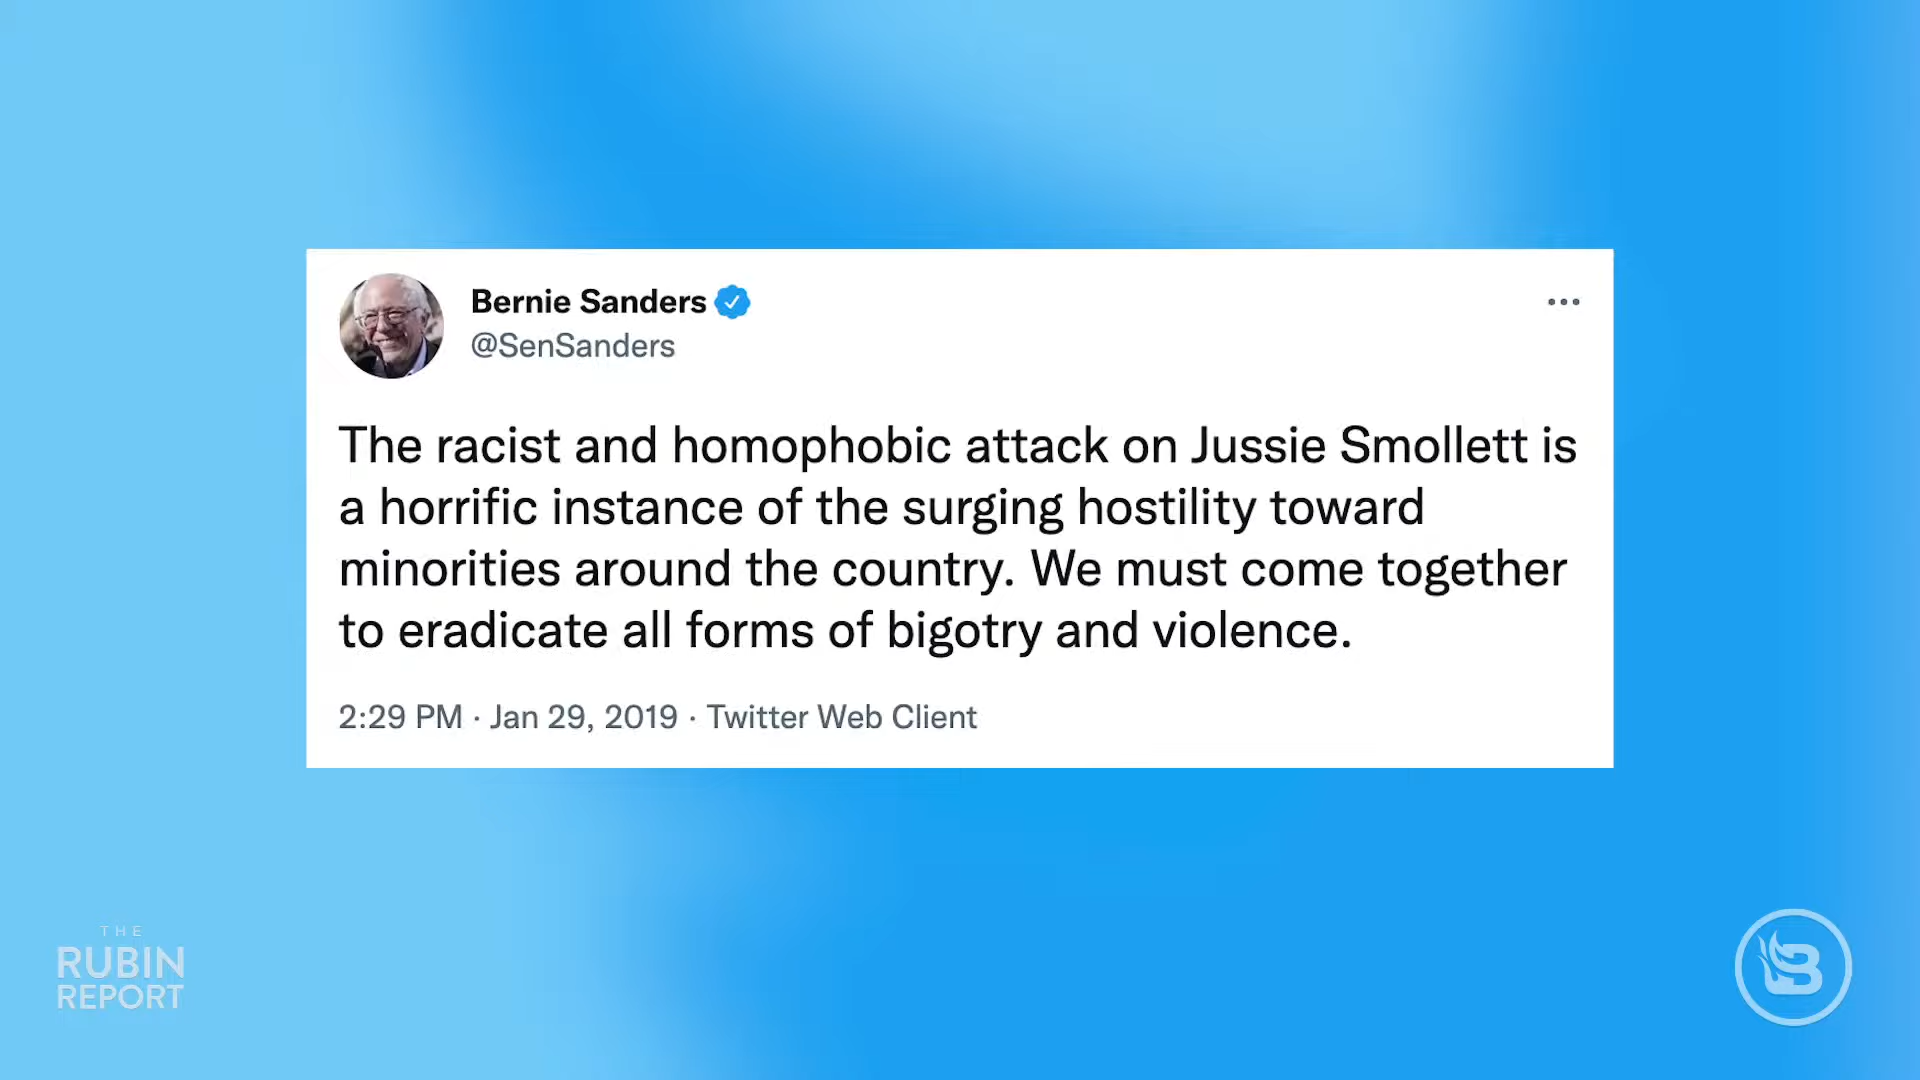 Bernie Sanders
@SenSanders
The racist and homophobic attack on Jussie Smollett is
a horrific instance of the surging hostility toward
minorities around the country. We must come together
to eradicate all forms of bigotry and violence.
2:29 PM · Jan 29, 2019 · Twitter Web Client
THE
RUBIN
REPORT
B